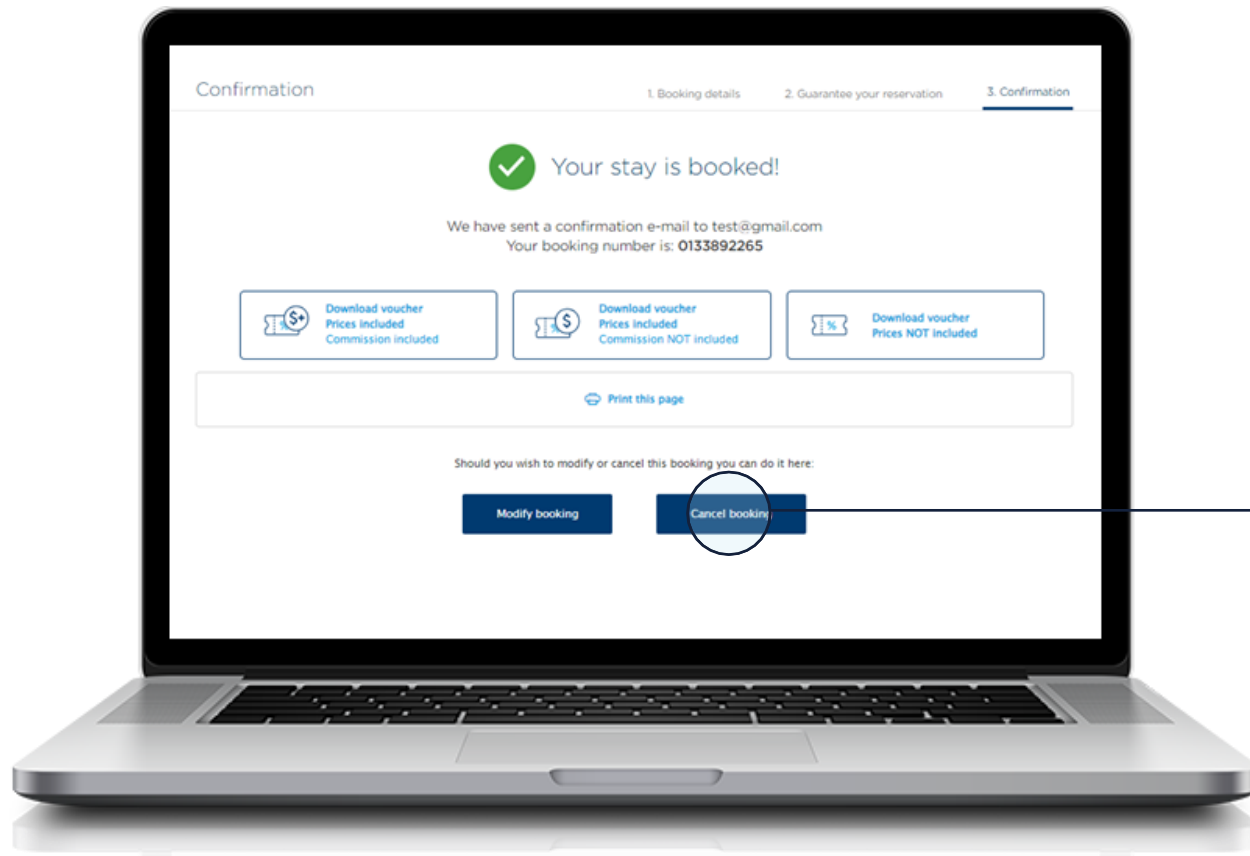 Confirmation
1. Booking details
2. Guarantee your reservation
3. Confirmation
Your stay is booked!
We have sent a confirmation e-mail to test@gmail.com
Your booking number is: 0133892265
Download voucher
Prices included
Commission included
Download voucher
Prices included
Commission NOT included
Download voucher
Prices NOT Included
Print this page
Should you wish to modify or cancel this booking you can do it here:
Modify booking
Cancel booking